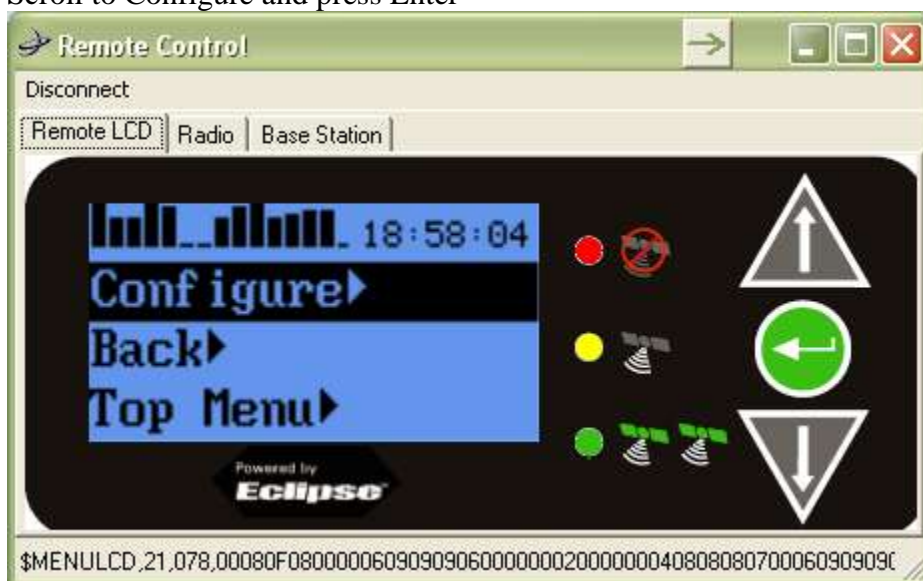 Scroll to Configure and press Enter
Remote Control
Disconnect
Remote LCD Radio Base Station
18:58:04
Configure
Back
Top Menu
Powered by
Eclipse
$MENULCD,21,078,00080F080000060909090600000002000000040808080700060909090